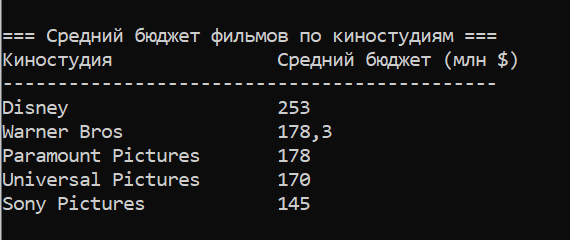 === Средний бюджет фильмов по киностудиям ===
Киностудия Средний бюджет (млн $)
---------------------------------------------
Disney 253
Warner Bros 178,3
Paramount Pictures 178
Universal Pictures 170
Sony Pictures 145